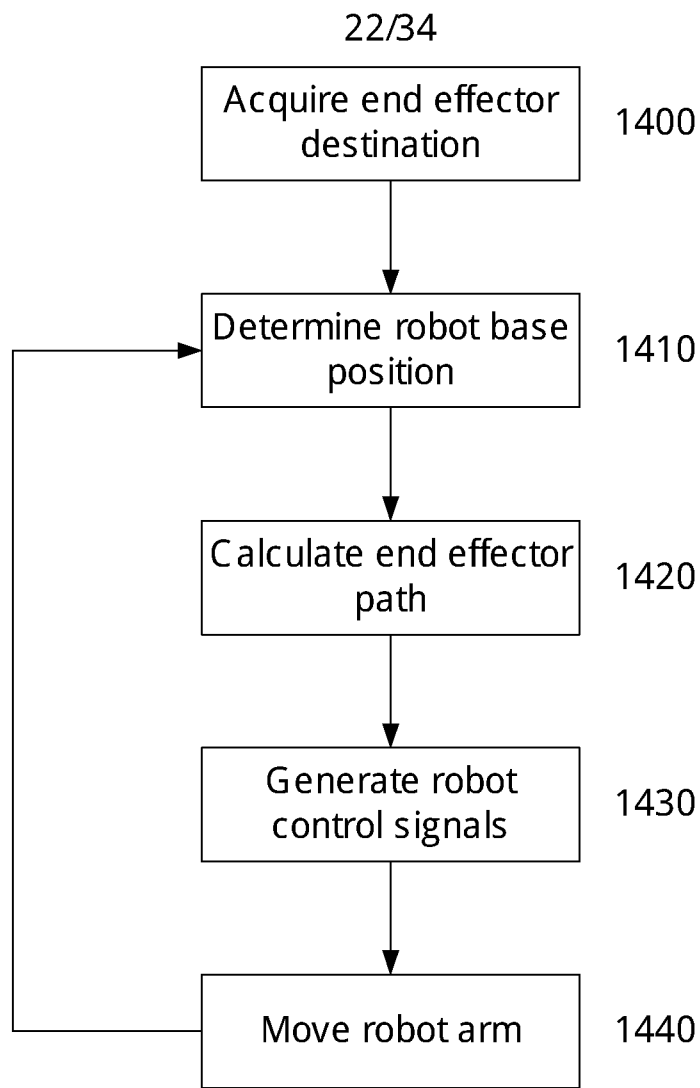 22/34
Acquire end effector
destination
1400
Determine robot base
position
1410
Calculate end effector
path
1420
Generate robot
control signals
1430
Move robot arm
1440